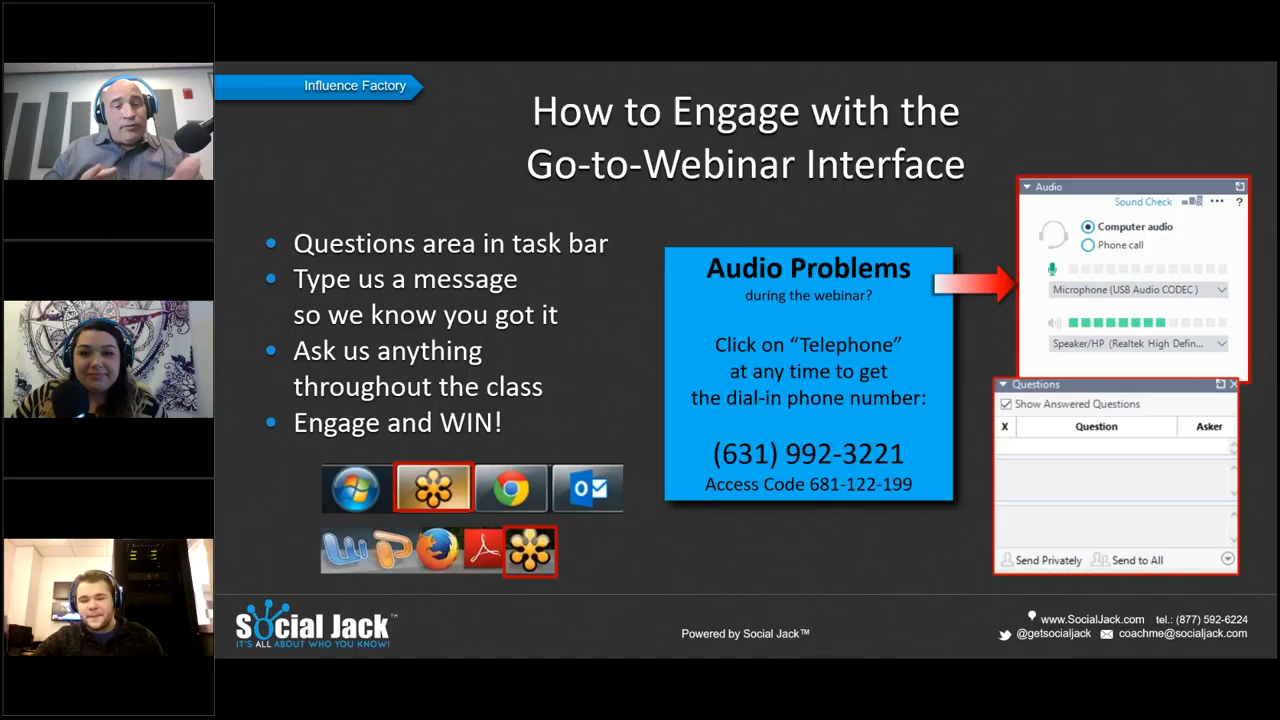 Influence Factory
How to Engage with the
Go-to-Webinar Interface
Questions area in task bar
Type us a message
so we know you got it
Ask us anything
throughout the class
Engage and WIN!
Audio Problems
during the webinar?
Click on “Telephone”
at any time to get
the dial-in phone number:
(631) 992-3221
Access Code 681-122-199
Audio
Sound Check ?
Computer audio
Phone call
Microphone (USB Audio CODEC )
Speaker/HP (Realtek High Defin...
Questions X
Show Answered Questions
X Question Asker
Send Privately Send to All
Social Jack™
IT'S ALL ABOUT WHO YOU KNOW!
Powered by Social Jack™
www.SocialJack.com tel.: (877) 592-6224
@getsocialjack coachme@socialjack.com